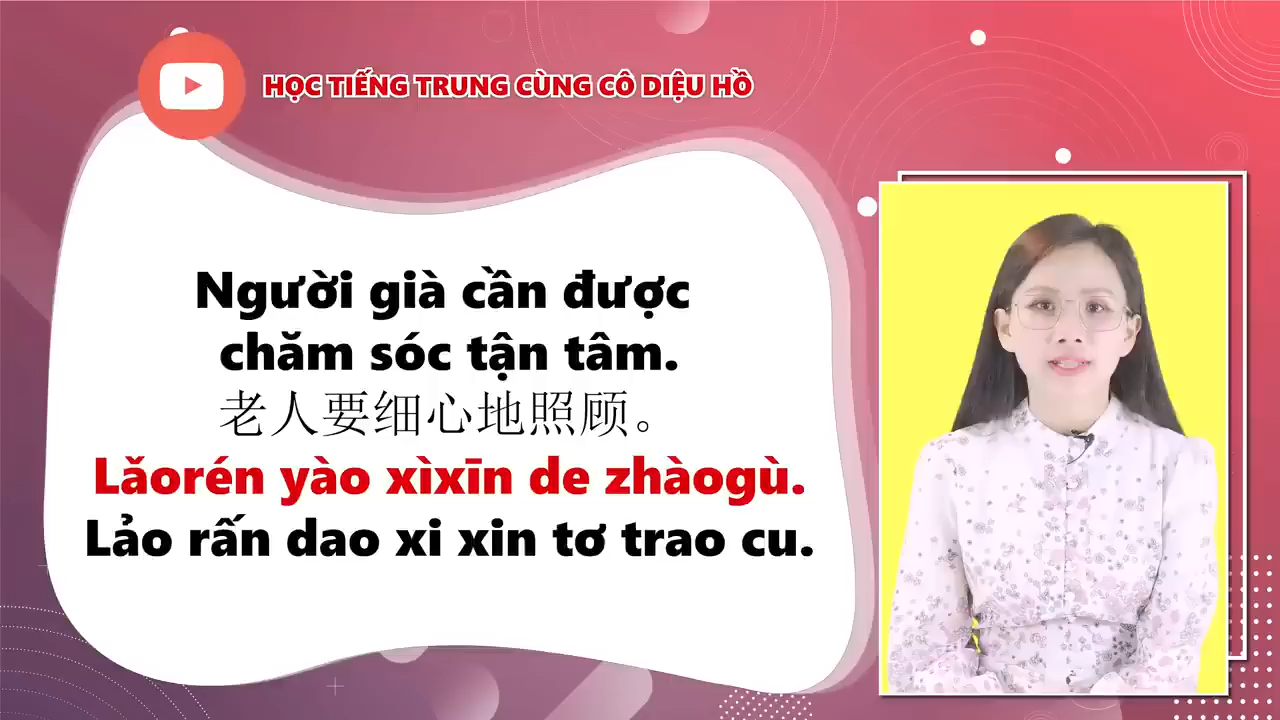 HỌC TIẾNG TRUNG CÙNG CÔ DIỆU HỒ
Người già cần được
chăm sóc tận tâm.
老人要细心地照顾。
Lǎorén yào xìxīn de zhàogù.
Lảo rấn dao xi xin tơ trao cu.